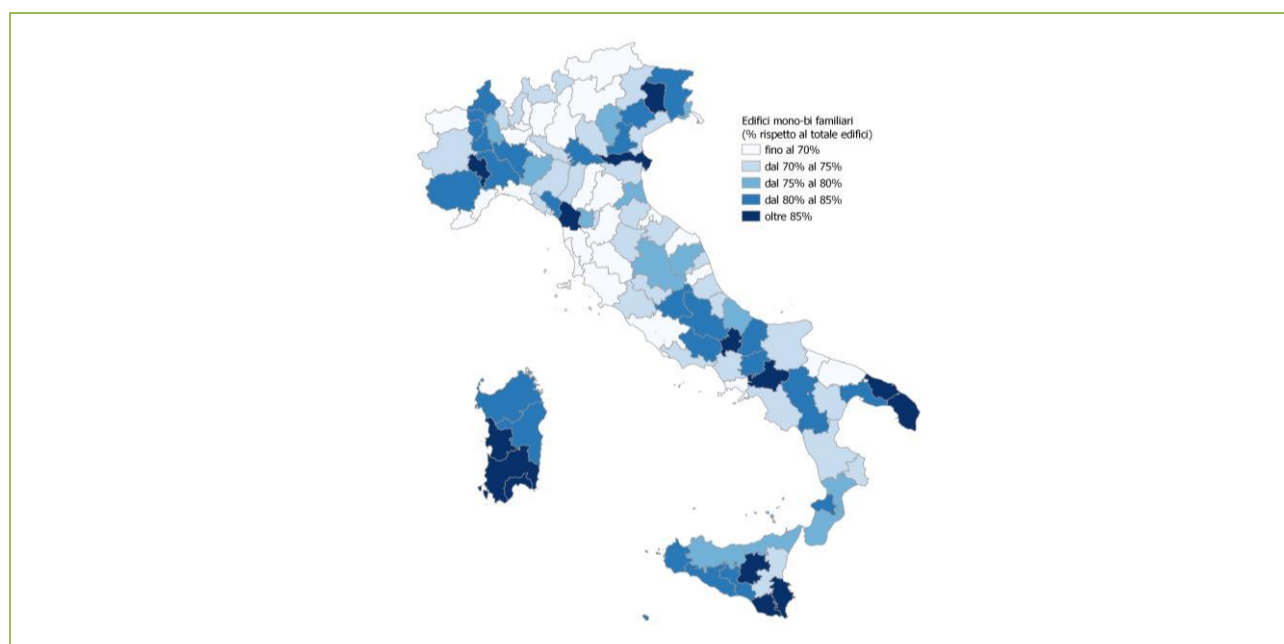 Edifici mono-bi familiari
(% rispetto al totale edifici)
fino al 70%
dal 70% al 75%
dal 75% al 80%
dal 80% al 85%
oltre 85%